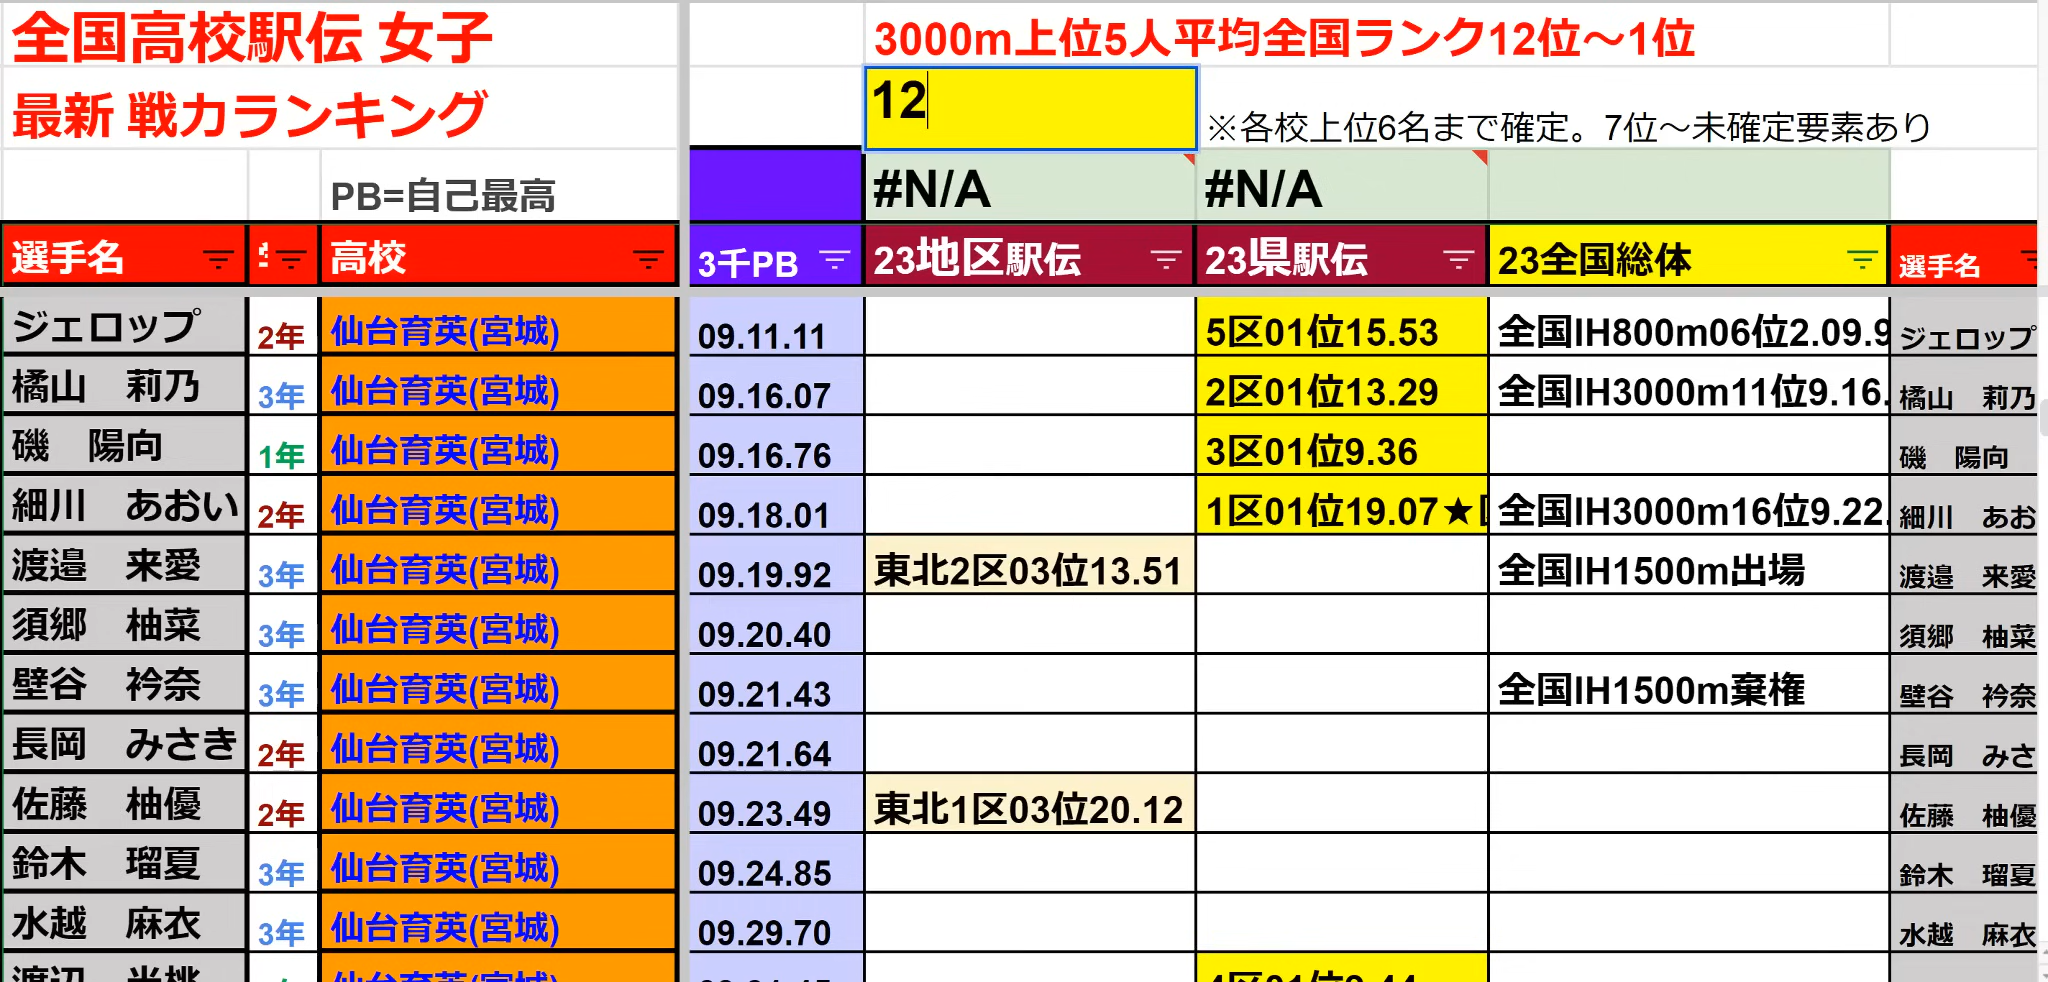 全国高校駅伝 女子
3000m上位5人平均全国ランク12位～1位
最新 戦力ランキング
12
※各校上位6名まで確定。7位～未確定要素あり
PB=自己最高
#N/A #N/A
選手名 高校 3千PB 23地区駅伝 23県駅伝 23全国総体 選手名
ジェロップ 2年 仙台育英(宮城) 09.11.11 5区01位15.53 全国IH800m06位2.09.9 ジェロップ
橘山 莉乃 3年 仙台育英(宮城) 09.16.07 2区01位13.29 全国IH3000m11位9.16. 橘山 莉乃
磯 陽向 1年 仙台育英(宮城) 09.16.76 3区01位9.36 磯 陽向
細川 あおい 2年 仙台育英(宮城) 09.18.01 1区01位19.07★ 全国IH3000m16位9.22. 細川 あお
渡邉 来愛 3年 仙台育英(宮城) 09.19.92 東北2区03位13.51 全国IH1500m出場 渡邉 来愛
須郷 柚菜 3年 仙台育英(宮城) 09.20.40 須郷 柚菜
壁谷 衿奈 3年 仙台育英(宮城) 09.21.43 全国IH1500m棄権 壁谷 衿奈
長岡 みさき 2年 仙台育英(宮城) 09.21.64 長岡 みさ
佐藤 柚優 2年 仙台育英(宮城) 09.23.49 東北1区03位20.12 佐藤 柚優
鈴木 瑠夏 3年 仙台育英(宮城) 09.24.85 鈴木 瑠夏
水越 麻衣 3年 仙台育英(宮城) 09.29.70 水越 麻衣
仙台育英(宮城)